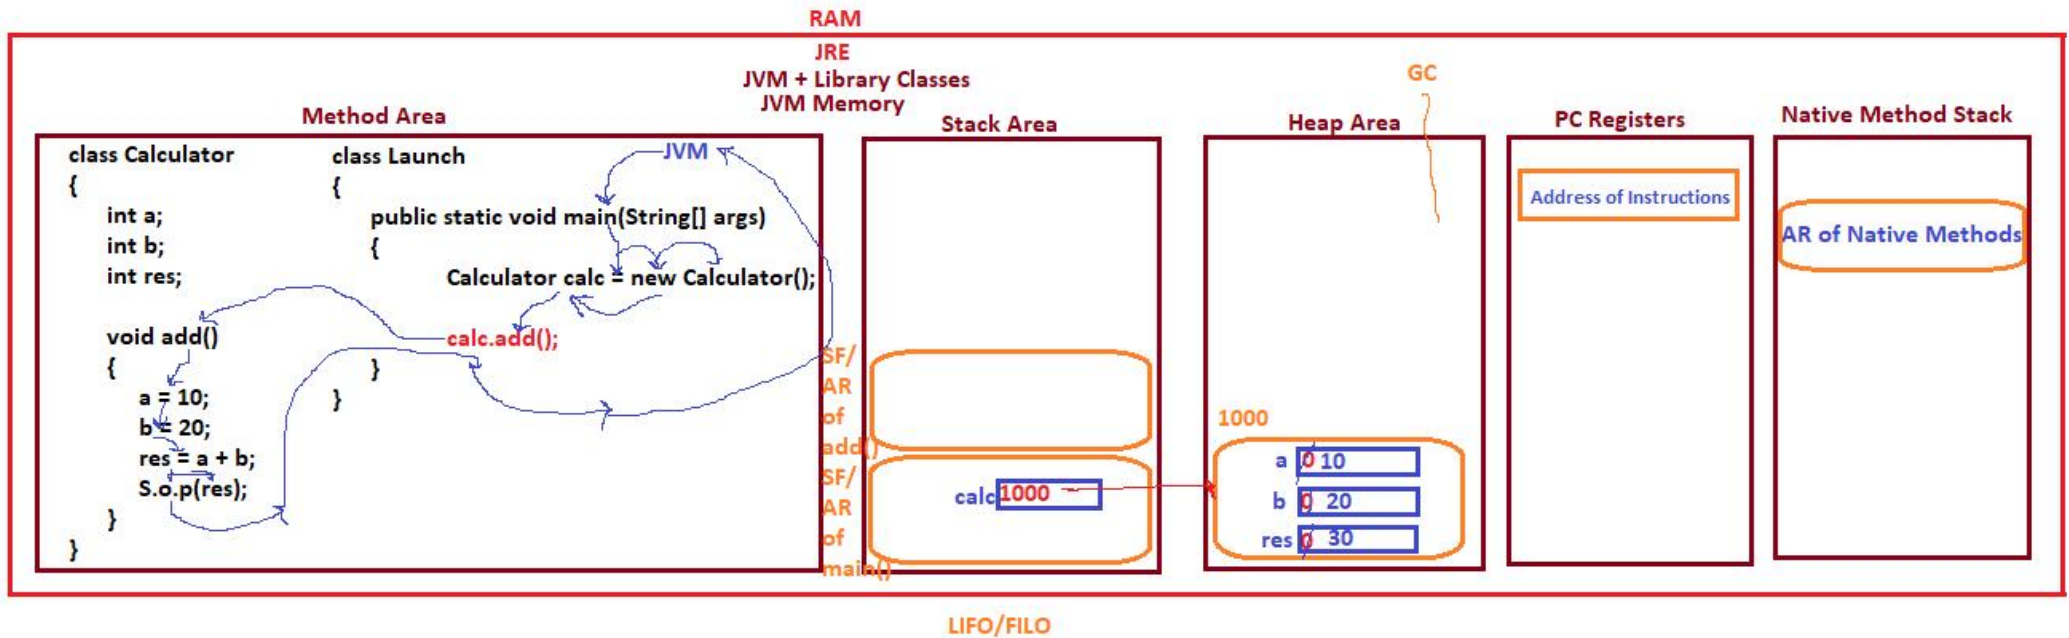 RAM
JRE
JVM + Library Classes
JVM Memory
GC
Method Area
Stack Area
Heap Area
PC Registers
Native Method Stack
class Calculator
{
int a;
int b;
int res;
void add()
{
a = 10;
b = 20;
res = a + b;
S.o.p(res);
}
}
class Launch
{
JVM
public static void main(String[] args)
{
Calculator calc = new Calculator();
calc.add();
}
}
SF/
AR
of
add()
SF/
AR
of
main()
calc 1000
1000
a 0 10
b 0 20
res 0 30
Address of Instructions
AR of Native Methods
LIFO/FILO